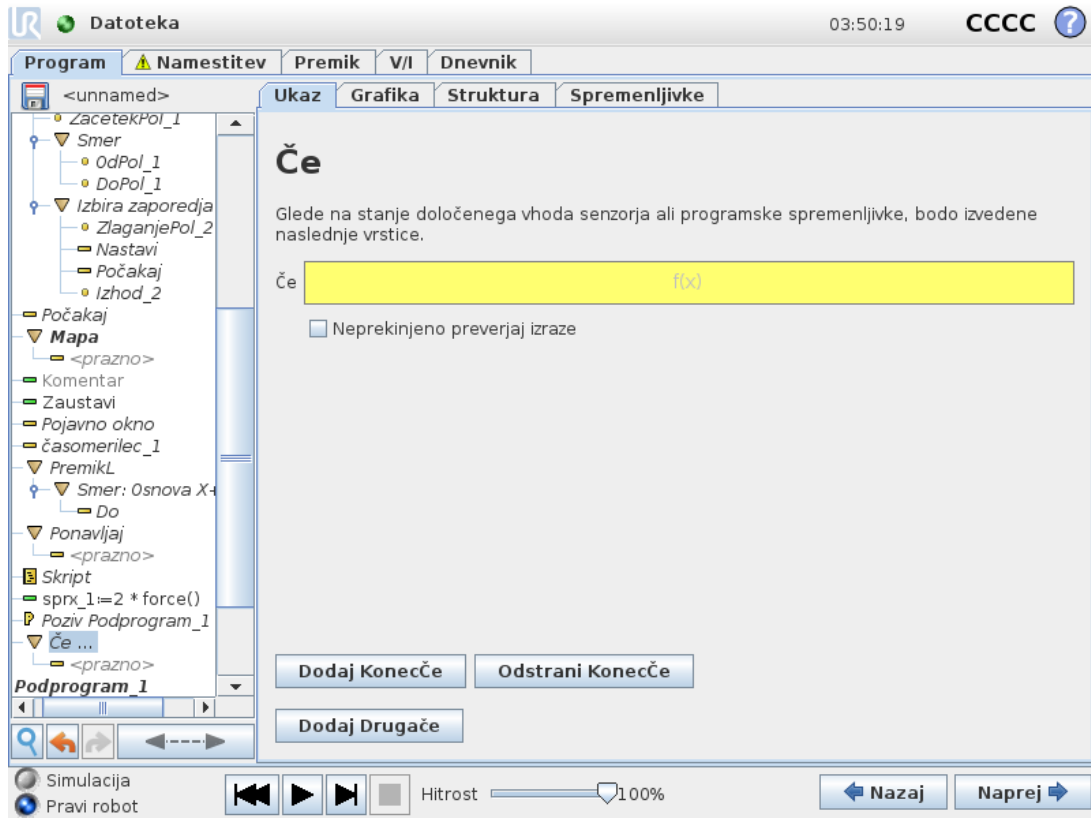 Datoteka
03:50:19
CCCC
?
Program
Namestitev
Premik
V/I
Dnevnik
<unnamed>
Ukaz
Grafika
Struktura
Spremenljivke
ZacetekPol_1
Smer
OdPol_1
DoPol_1
Izbira zaporedja
ZlaganjePol_2
Nastavi
Počakaj
Izhod_2
Počakaj
Mapa
<prazno>
Komentar
Zaustavi
Pojavno okno
časomerilec_1
PremikL
Smer: Osnova X+
Do
Ponavljaj
<prazno>
Skript
sprx_1:=2 * force()
Poziv Podprogram_1
Če ...
<prazno>
Podprogram_1
Če
Glede na stanje določenega vhoda senzorja ali programske spremenljivke, bodo izvedene
naslednje vrstice.
Če
f(x)
Neprekinjeno preverjaj izraze
Dodaj KonecČe
Odstrani KonecČe
Dodaj Drugače
Simulacija
Pravi robot
Hitrost
100%
Nazaj
Naprej